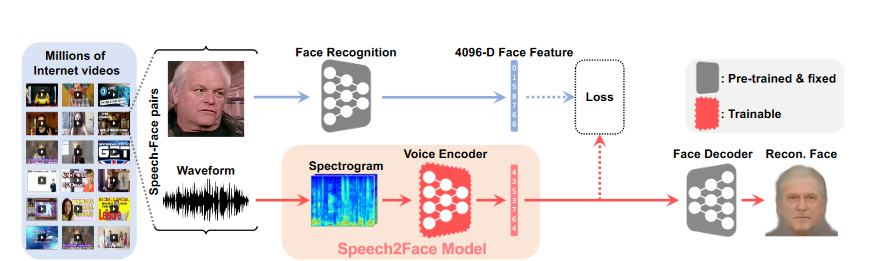 Millions of
Internet videos
Speech-Face pairs
Face Recognition
4096-D Face Feature
0
1
5
8
7
6
6
Loss
: Pre-trained & fixed
: Trainable
Waveform
Spectrogram
Voice Encoder
4
3
5
3
7
6
4
Speech2Face Model
Face Decoder
Recon. Face